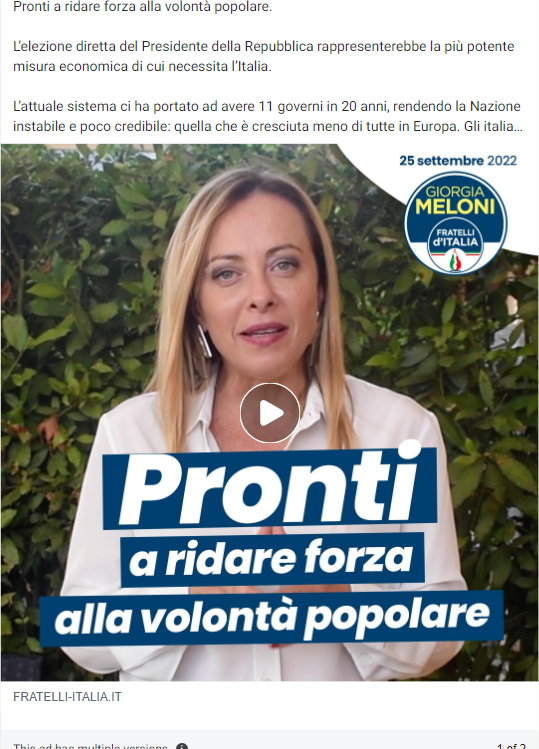 Pronti a ridare forza alla volontà popolare.
L'elezione diretta del Presidente della Repubblica rappresenterebbe la più potente
misura economica di cui necessita l'Italia.
L'attuale sistema ci ha portato ad avere 11 governi in 20 anni, rendendo la Nazione
instabile e poco credibile: quella che è cresciuta meno di tutte in Europa. Gli italia...
25 settembre 2022
GIORGIA
MELONI
FRATELLI
d'ITALIA
Pronti
a ridare forza
alla volontà popolare
FRATELLI-ITALIA.IT
This ad has multiple versions
1 of 2